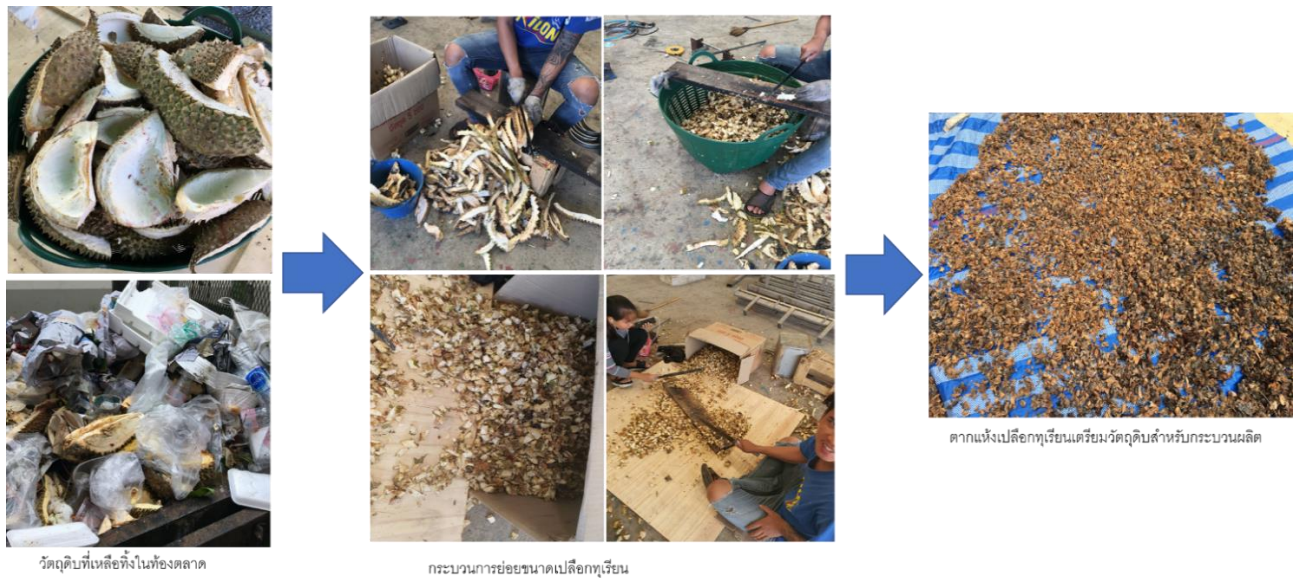 KILON
วัตถุดิบที่เหลือทิ้งในท้องตลาด
กระบวนการย่อยขนาดเปลือกทุเรียน
ตากแห้งเปลือกทุเรียนเตรียมวัตถุดิบสำหรับกระบวนผลิต